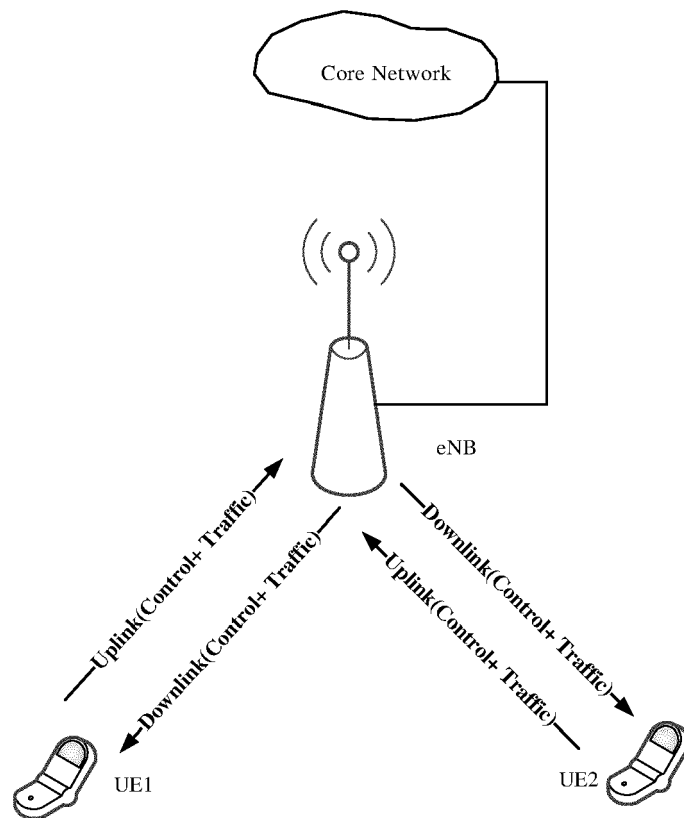 Core Network
eNB
Uplink(Control+ Traffic)
Downlink(Control+ Traffic)
Uplink(Control+ Traffic)
Downlink(Control+ Traffic)
UE1
UE2